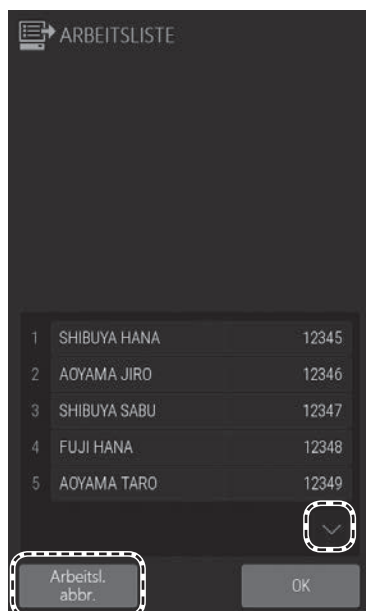 ARBEITSLISTE
1 SHIBUYA HANA 12345
2 AOYAMA JIRO 12346
3 SHIBUYA SABU 12347
4 FUJI HANA 12348
5 AOYAMA TARO 12349
Arbeitsl.
abbr.
OK